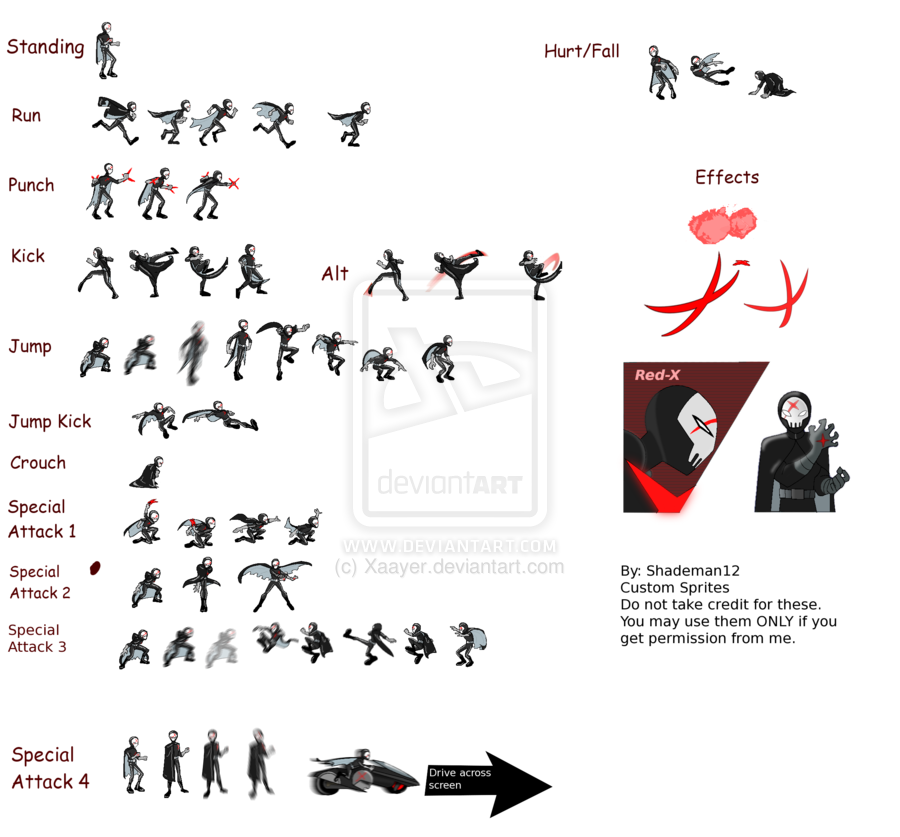 Standing
Hurt/Fall
Run
Punch
Effects
Kick
Alt
Jump
Red-X
Jump Kick
Crouch
deviantART
Special
Attack 1
WWW.DEVIANTART.COM
(c) Xaayer.deviantart.com
Special
Attack 2
By: Shademan12
Custom Sprites
Do not take credit for these.
You may use them ONLY if you
get permission from me.
Special
Attack 3
Special
Attack 4
Drive across
screen